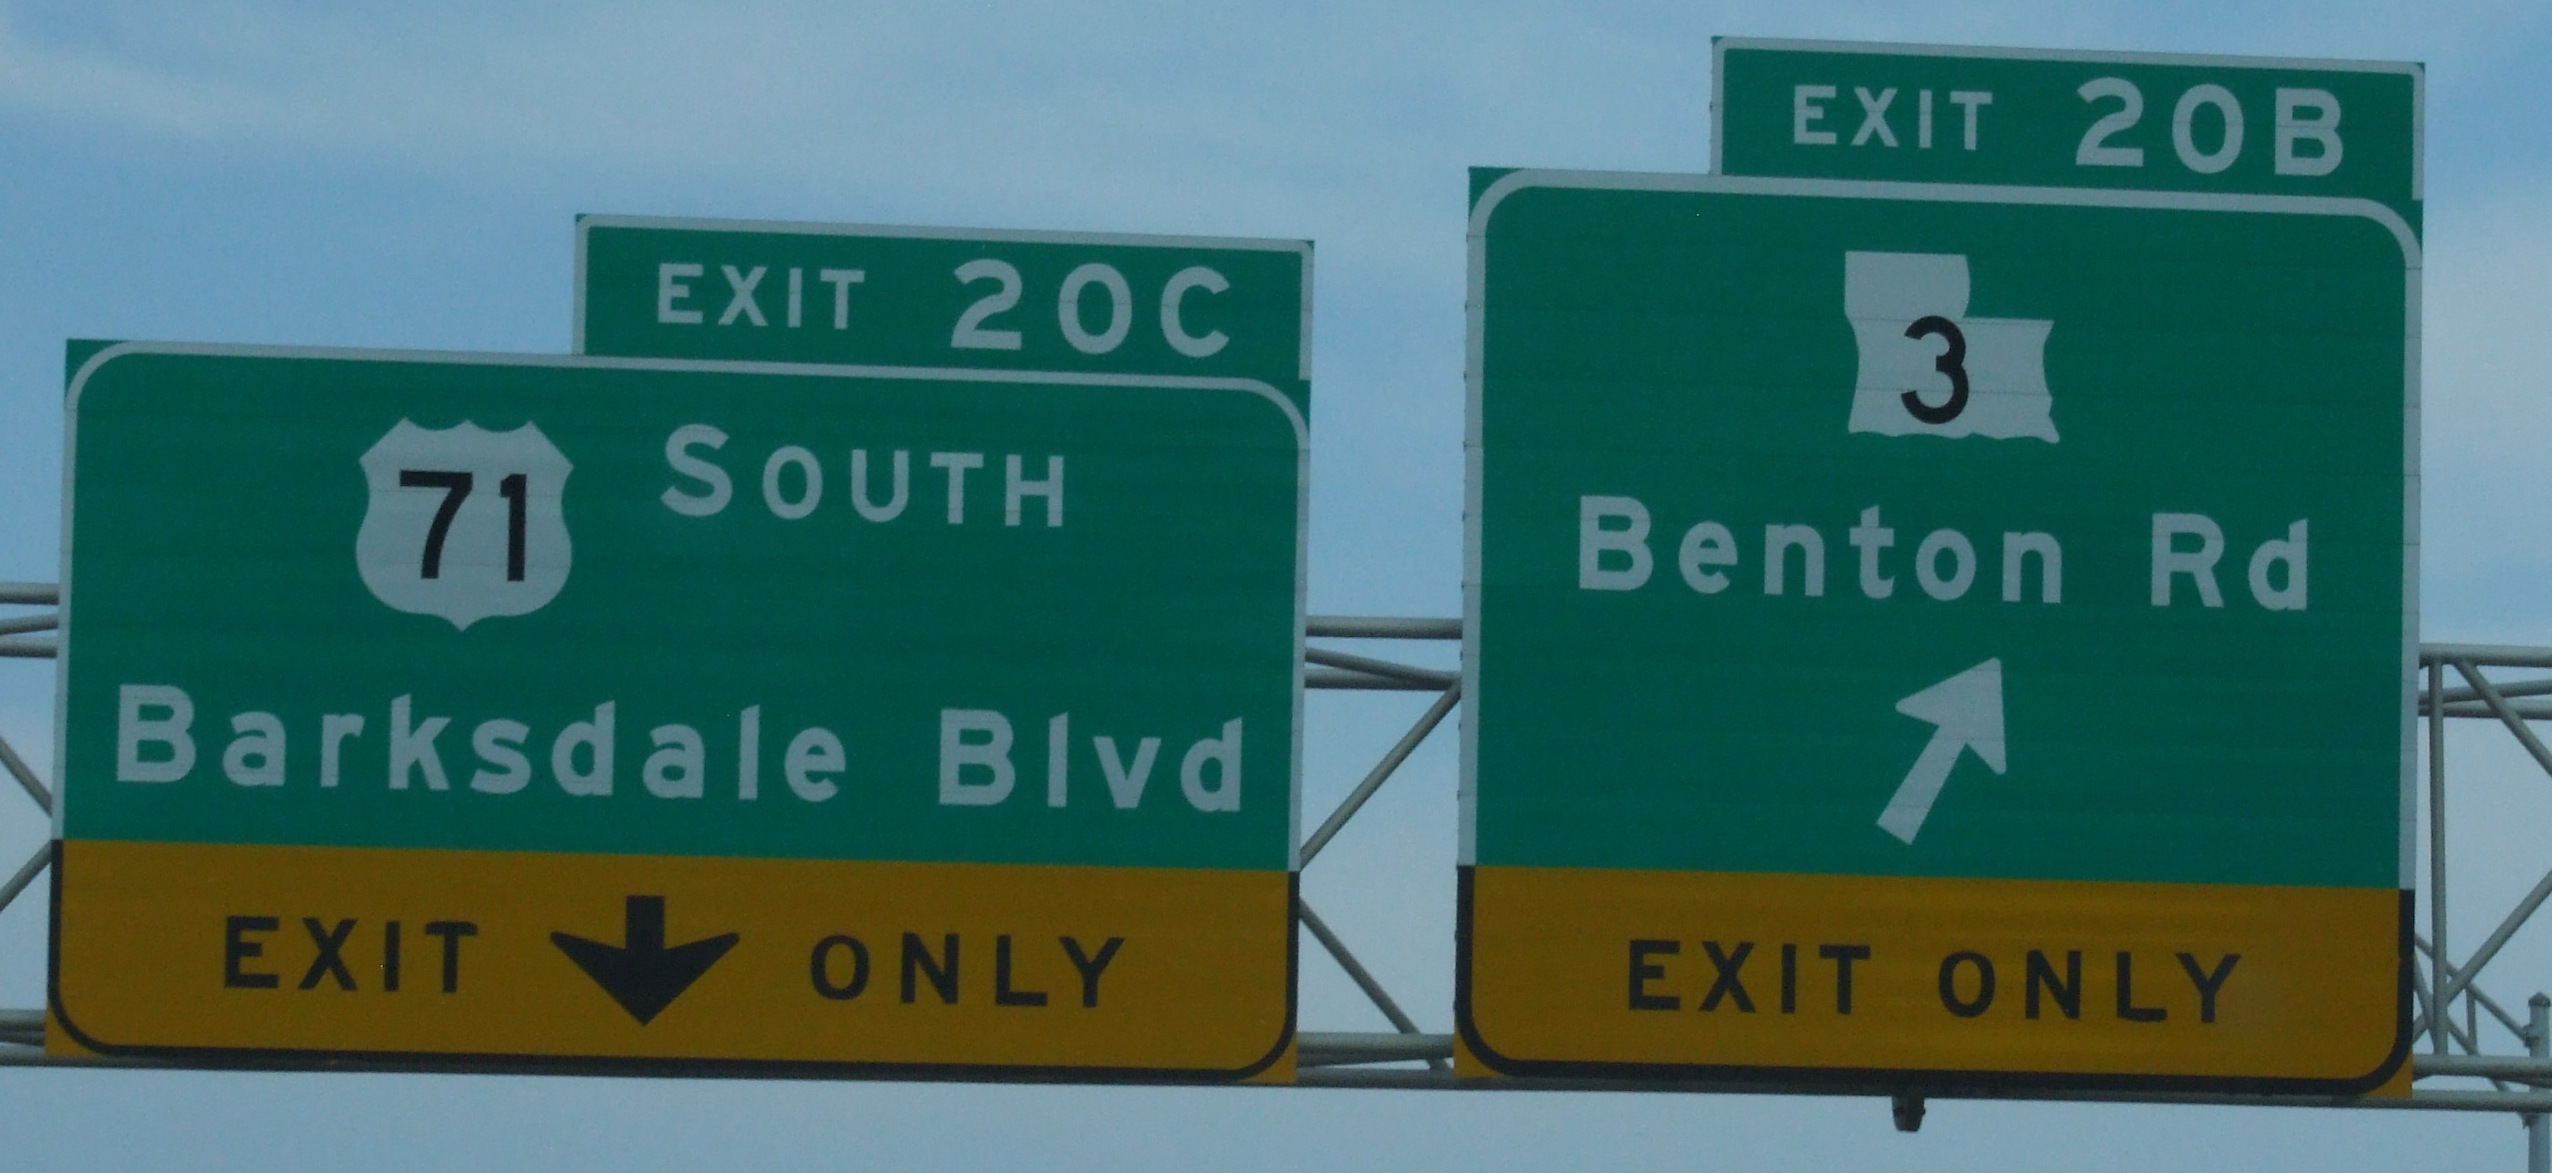 EXIT 20C
71 SOUTH
Barksdale Blvd
EXIT ONLY
EXIT 20B
3
Benton Rd
EXIT ONLY